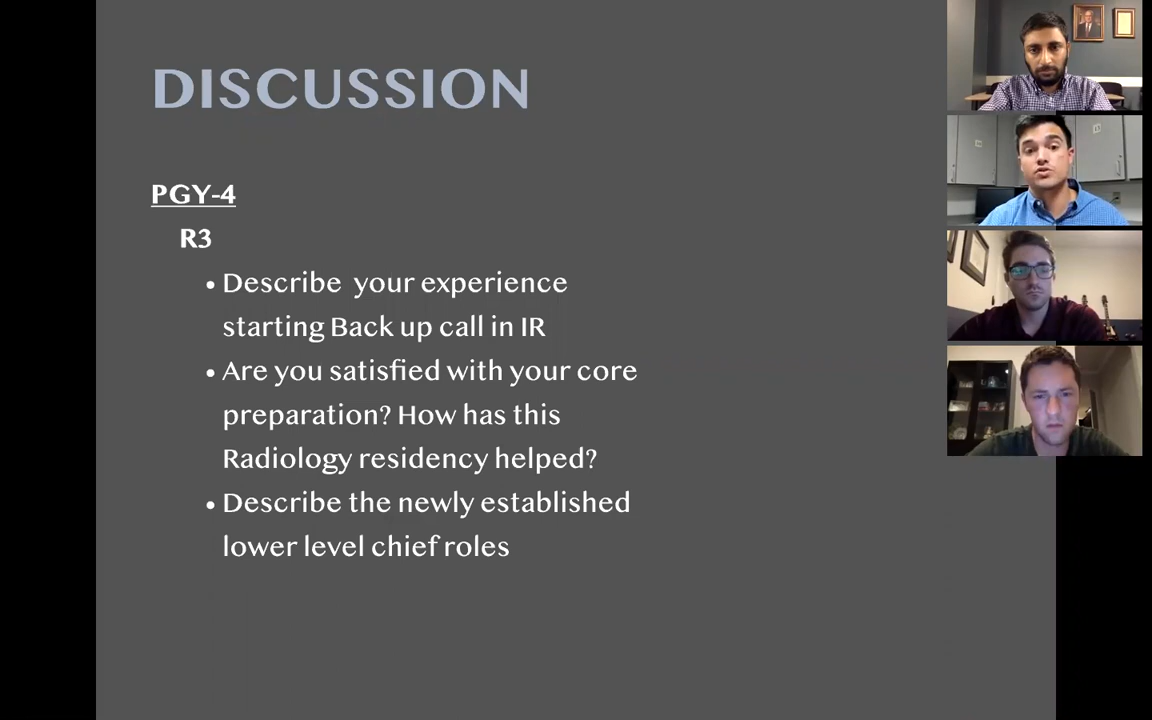 DISCUSSION
PGY-4
R3
• Describe  your experience
starting Back up call in IR
• Are you satisfied with your core
preparation? How has this
Radiology residency helped?
• Describe the newly established
lower level chief roles